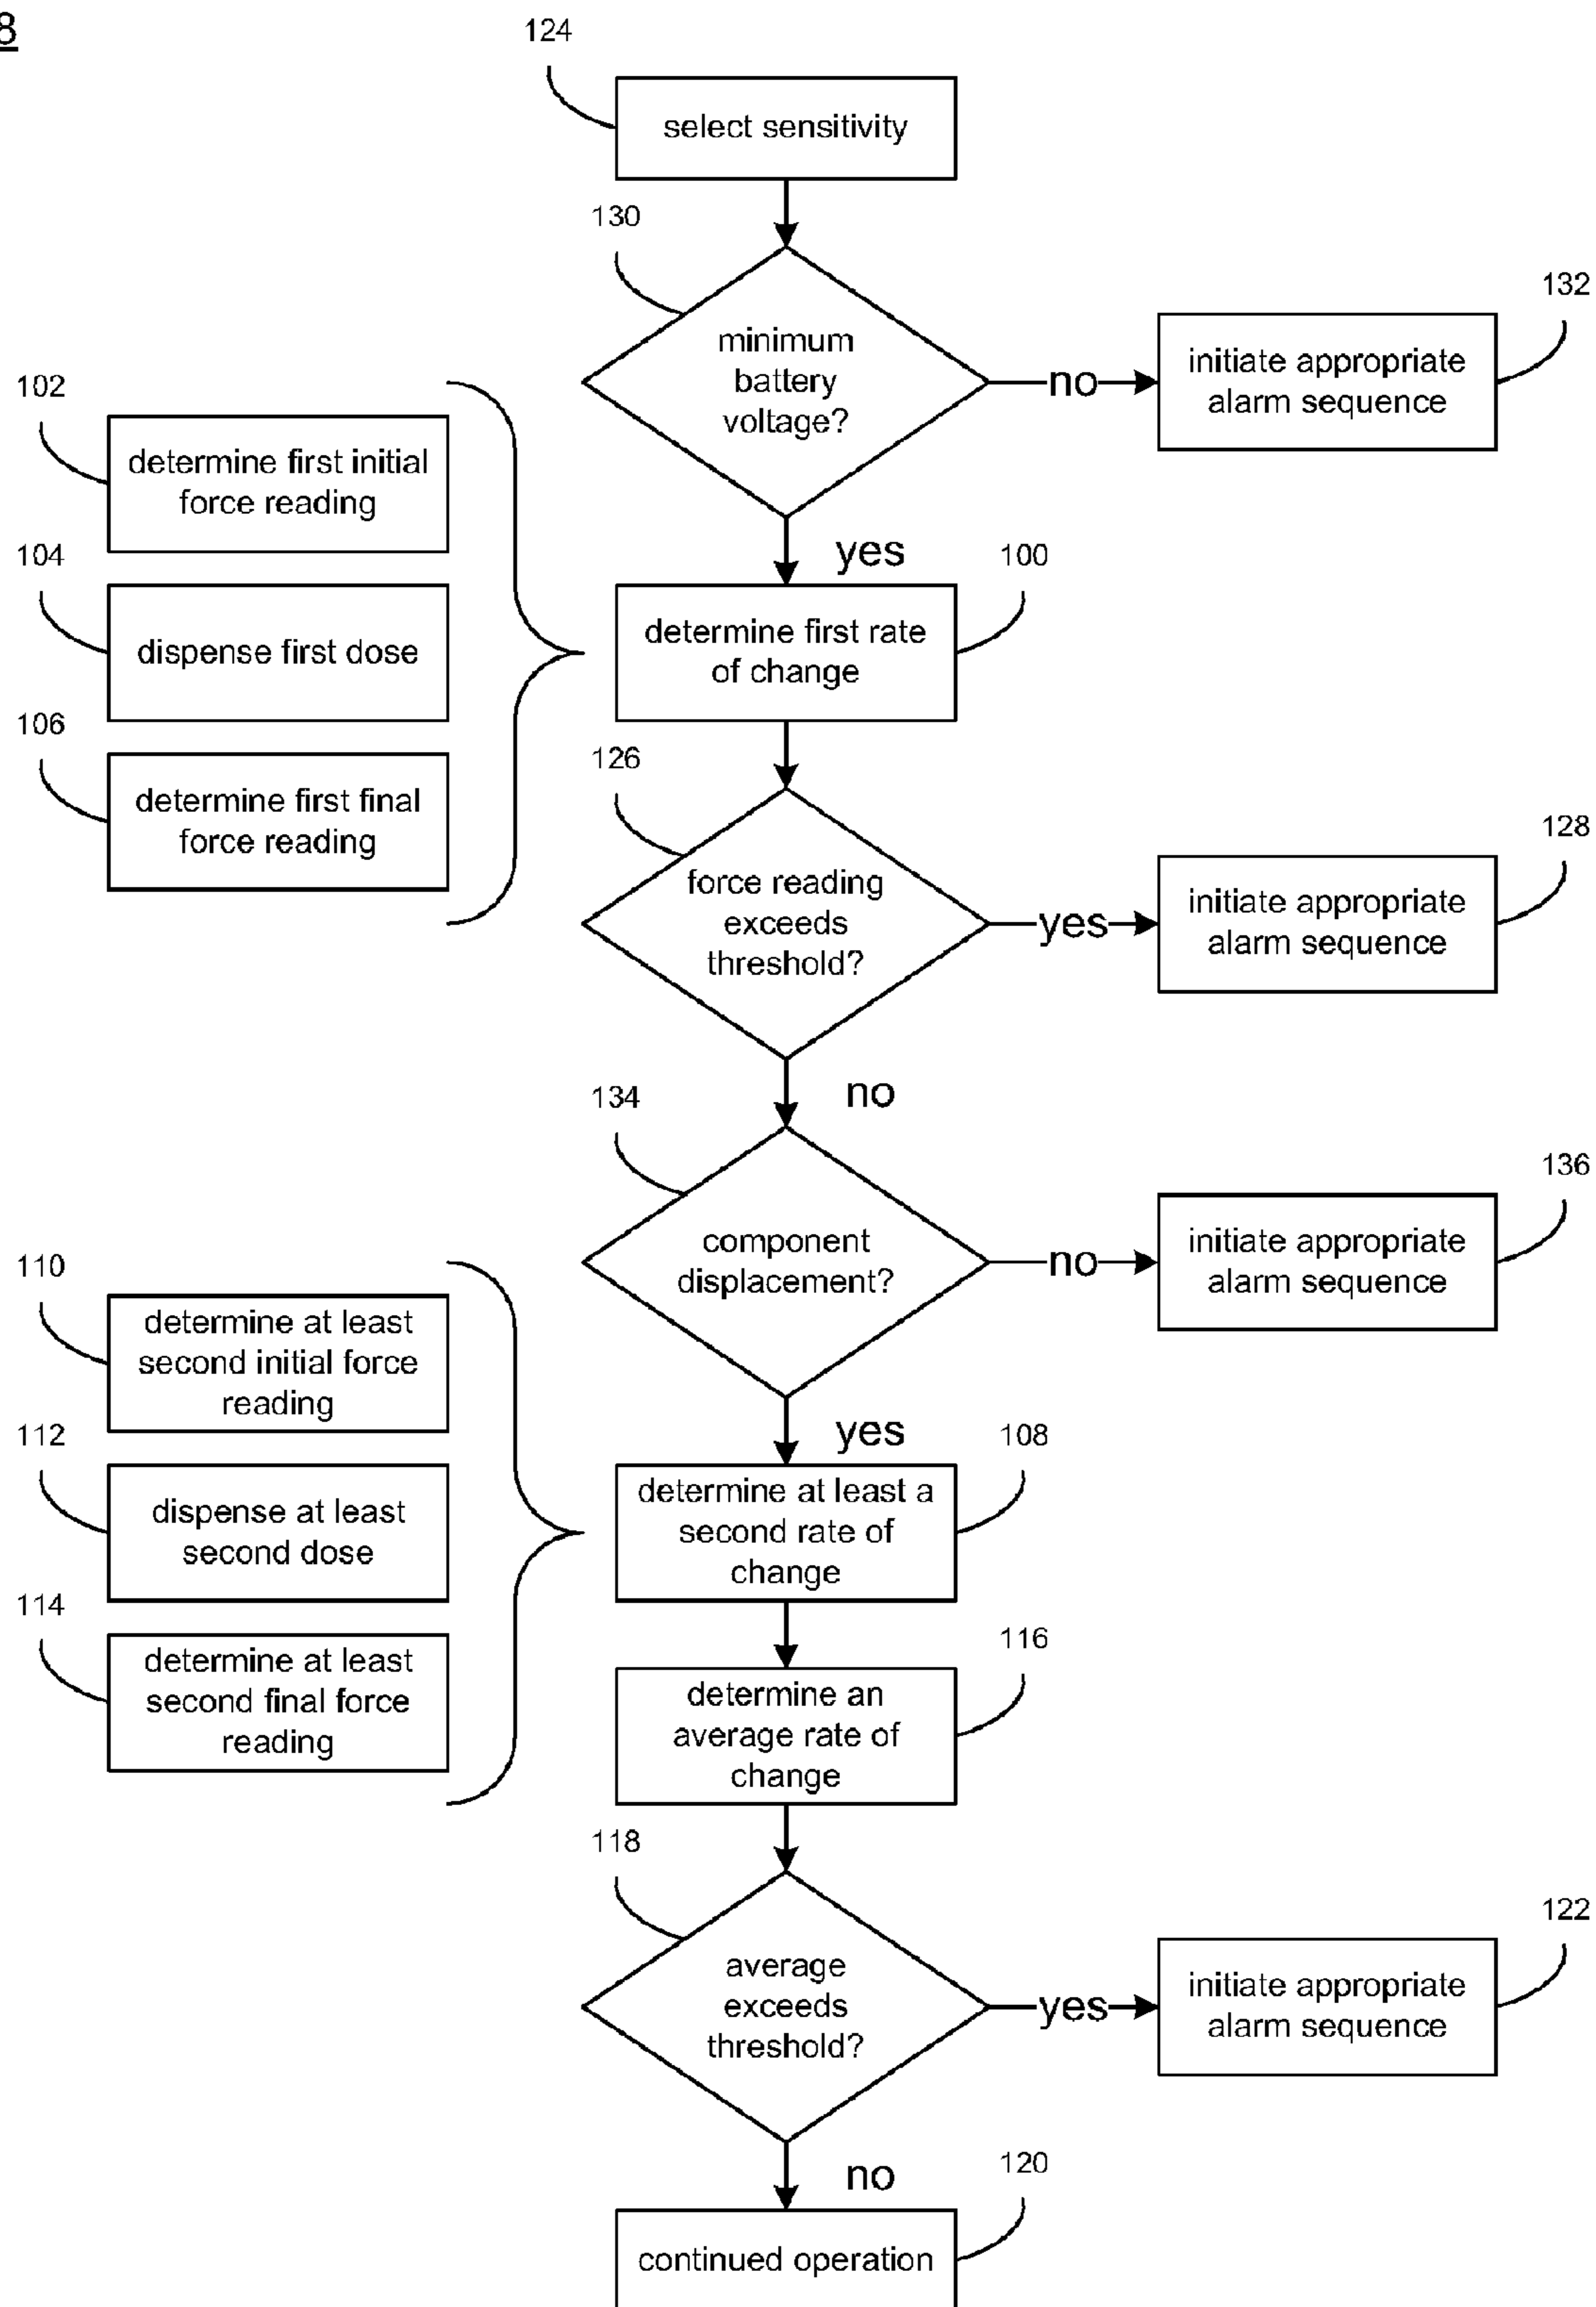 8
124
select sensitivity
130
132
minimum
battery
voltage?
no
initiate appropriate
alarm sequence
102
determine first initial
force reading
yes
104
100
dispense first dose
determine first rate
of change
106
determine first final
force reading
126
128
force reading
exceeds
threshold?
yes
initiate appropriate
alarm sequence
no
134
136
component
displacement?
no
initiate appropriate
alarm sequence
110
determine at least
second initial force
reading
yes
112
108
dispense at least
second dose
determine at least a
second rate of
change
114
determine at least
second final force
reading
116
determine an
average rate of
change
118
122
average
exceeds
threshold?
yes
initiate appropriate
alarm sequence
no
120
continued operation